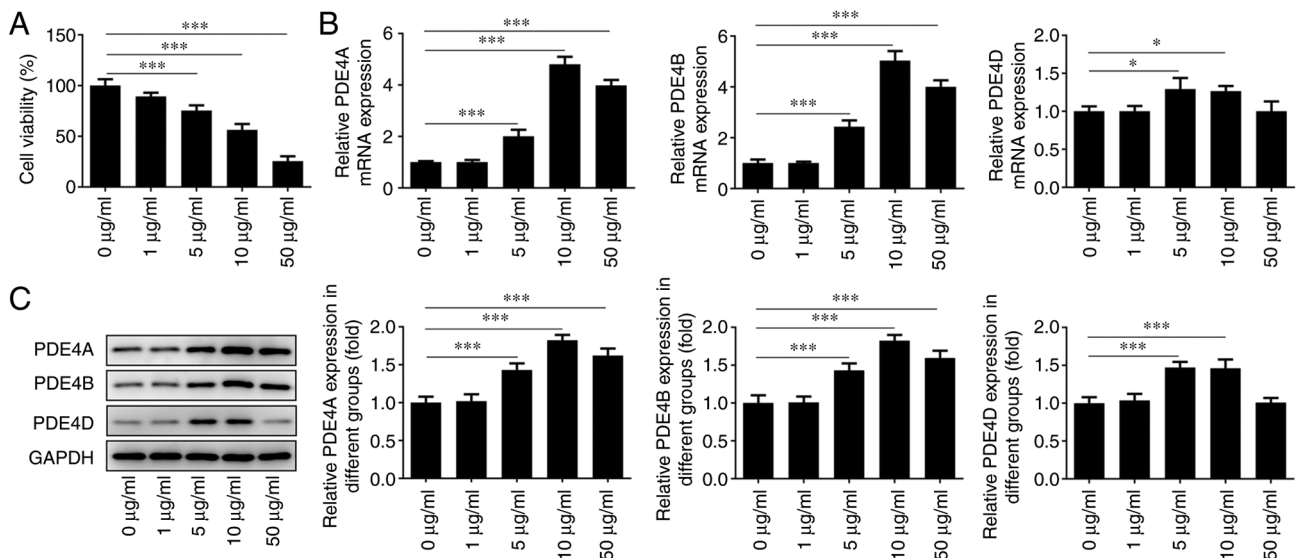 A
Cell viability (%)
150
100
50
0
***
***
***
0 µg/ml
1 µg/ml
5 µg/ml
10 µg/ml
50 µg/ml
B
Relative PDE4A
mRNA expression
6
4
2
0
***
***
***
0 µg/ml
1 µg/ml
5 µg/ml
10 µg/ml
50 µg/ml
Relative PDE4B
mRNA expression
6
4
2
0
***
***
***
0 µg/ml
1 µg/ml
5 µg/ml
10 µg/ml
50 µg/ml
Relative PDE4D
mRNA expression
2.0
1.5
1.0
0.5
0.0
*
*
0 µg/ml
1 µg/ml
5 µg/ml
10 µg/ml
50 µg/ml
C
PDE4A
PDE4B
PDE4D
GAPDH
0 µg/ml
1 µg/ml
5 µg/ml
10 µg/ml
50 µg/ml
Relative PDE4A expression in
different groups (fold)
2.0
1.5
1.0
0.5
0.0
***
***
***
0 µg/ml
1 µg/ml
5 µg/ml
10 µg/ml
50 µg/ml
Relative PDE4B expression in
different groups (fold)
2.0
1.5
1.0
0.5
0.0
***
***
***
0 µg/ml
1 µg/ml
5 µg/ml
10 µg/ml
50 µg/ml
Relative PDE4D expression in
different groups (fold)
2.0
1.5
1.0
0.5
0.0
***
***
0 µg/ml
1 µg/ml
5 µg/ml
10 µg/ml
50 µg/ml